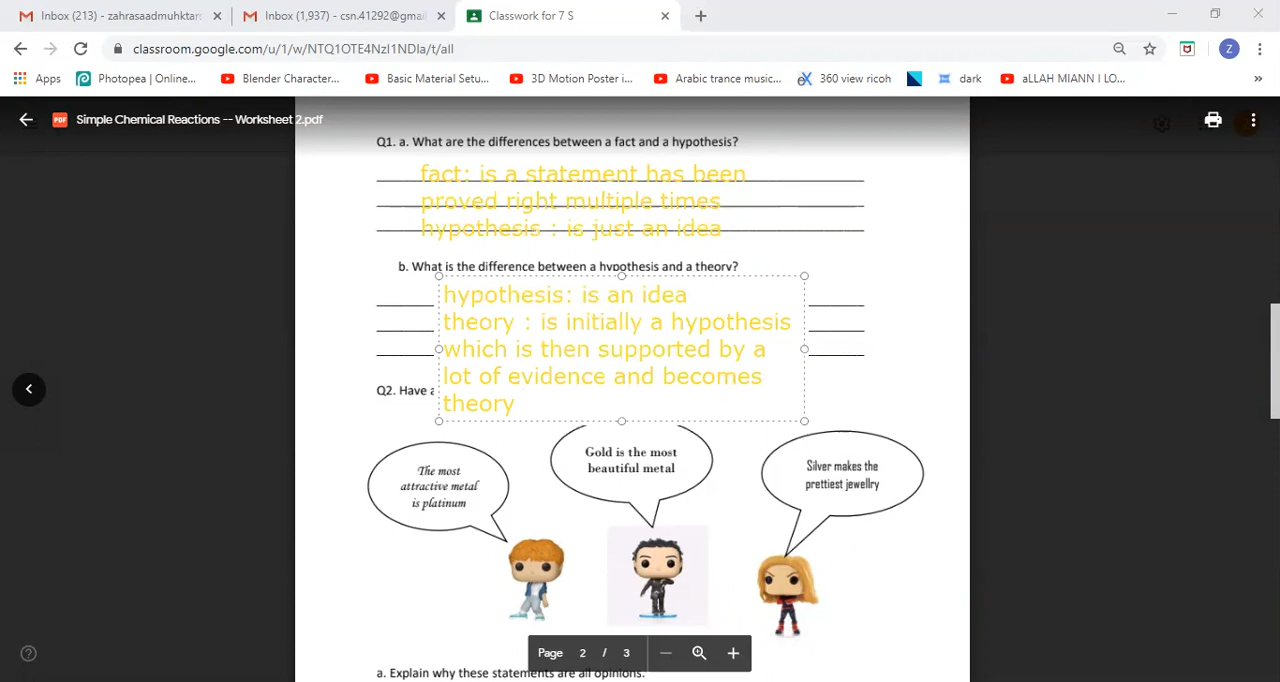 Inbox (213) - zahrasaadmuhktar
Inbox (1,937) - csn.41292@gmai
Classwork for 7 S
classroom.google.com/u/1/w/NTQ1OTE4NzI1NDIa/t/all
Z
Apps
Photopea | Online...
Blender Character...
Basic Material Setu...
3D Motion Poster i...
Arabic trance music...
360 view ricoh
dark
aLLAH MIANN I LO...
PDF
Simple Chemical Reactions -- Worksheet 2.pdf
Q1. a. What are the differences between a fact and a hypothesis?
fact: is a statement has been
proved right multiple times
hypothesis : is just an idea
b. What is the difference between a hypothesis and a theory?
hypothesis: is an idea
theory : is initially a hypothesis
which is then supported by a
lot of evidence and becomes
theory
Q2. Have a
The most
attractive metal
is platinum
Gold is the most
beautiful metal
Silver makes the
prettiest jewellry
Page 2 / 3
a. Explain why these statements are all opinions.